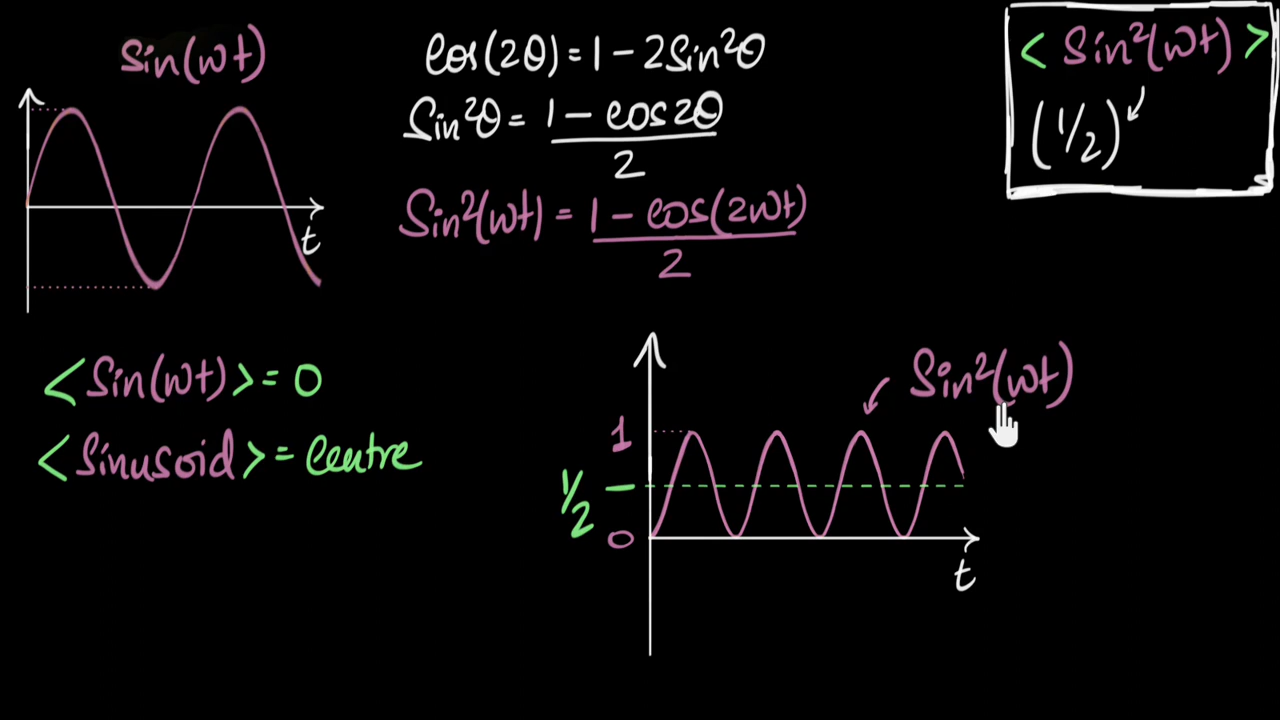 Sin(ωt)
t
cos(2θ) = 1 − 2Sin²θ
Sin²θ = (1 − cos2θ)/2
Sin²(ωt) = (1 − cos(2ωt))/2
< Sin²(ωt) >
(1/2)
<Sin(ωt)> = 0
<Sinusoid> = Centre
Sin²(ωt)
1
1/2
0
t